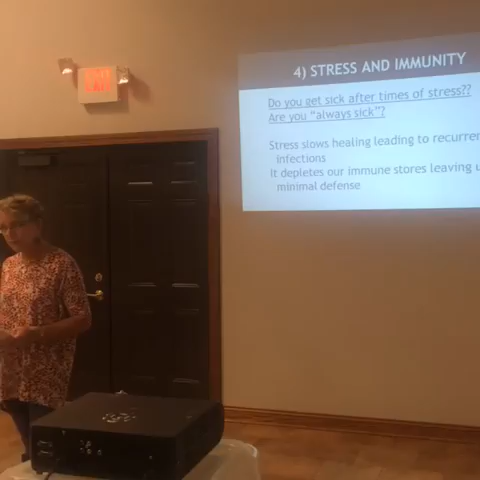 EXIT
4) STRESS AND IMMUNITY
Do you get sick after times of stress??
Are you "always sick"?
Stress slows healing leading to
infections
It depletes our immune stores leaving
minimal defense